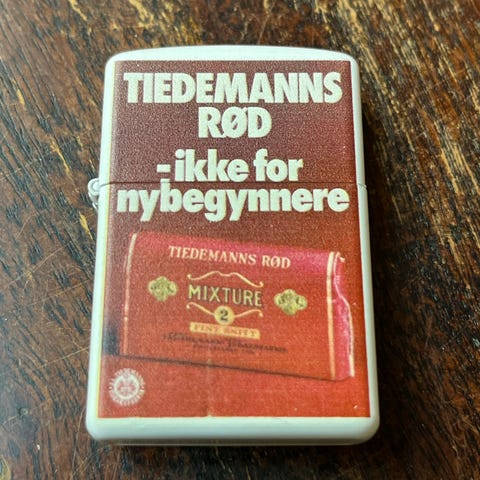 TIEDEMANNS
RØD
-ikke for
nybegynnere
TIEDEMANNS RØD
MIXTURE
2
FINT SNITT